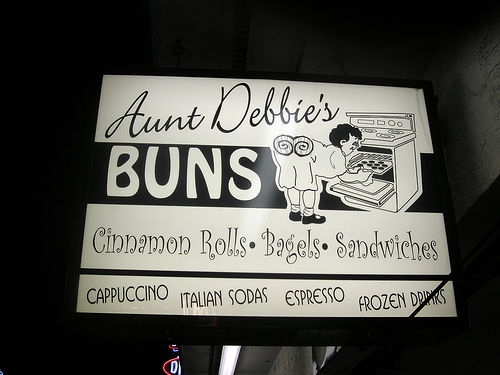 Aunt Debbie's
BUNS
Cinnamon Rolls • Bagels • Sandwiches
CAPPUCCINO ITALIAN SODAS ESPRESSO FROZEN DRINKS